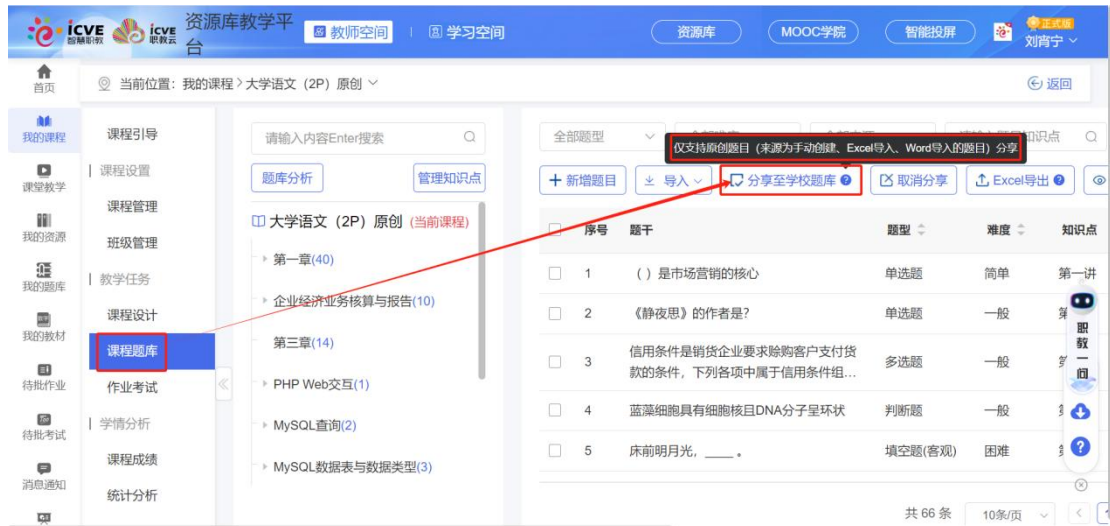 icve 智慧职教 icve 职教云 资源库教学平台 教师空间 学习空间 资源库 MOOC学院 智能投屏 正式版 刘宵宁
首页
当前位置：我的课程 > 大学语文（2P）原创
返回
我的课程
课堂教学
我的资源
我的题库
我的教材
待批作业
待批考试
消息通知
课程引导
课程设置
课程管理
班级管理
教学任务
课程设计
课程题库
作业考试
学情分析
课程成绩
统计分析
请输入内容Enter搜索
题库分析 管理知识点
大学语文（2P）原创 (当前课程)
第一章(40)
企业经济业务核算与报告(10)
第三章(14)
PHP Web交互(1)
MySQL查询(2)
MySQL数据表与数据类型(3)
全部题型
仅支持原创题目（来源为手动创建、Excel导入、Word导入的题目）分享
新增题目 导入 分享至学校题库 取消分享 Excel导出
序号 题干 题型 难度 知识点
1 （ ）是市场营销的核心 单选题 简单 第一讲
2 《静夜思》的作者是? 单选题 一般
3 信用条件是销货企业要求赊购客户支付货
款的条件，下列各项中属于信用条件组... 多选题 一般
4 蓝藻细胞具有细胞核且DNA分子呈环状 判断题 一般
5 床前明月光，____。 填空题(客观) 困难
职教一问
共 66 条 10条/页